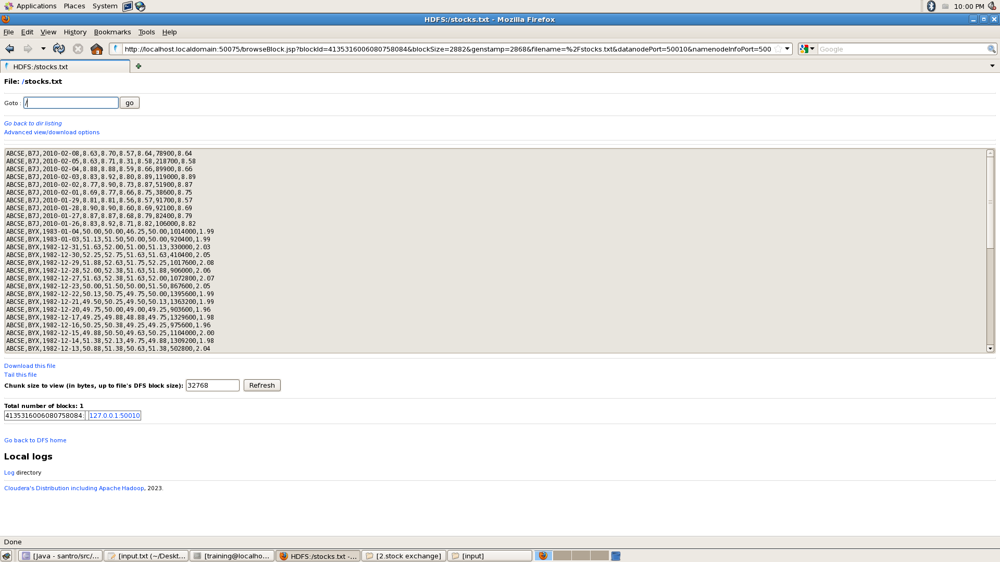 Applications Places System 10:00 PM
HDFS:/stocks.txt - Mozilla Firefox
File Edit View History Bookmarks Tools Help
http://localhost.localdomain:50075/browseBlock.jsp?blockId=4135316006080758084&blockSize=2882&genstamp=2868&filename=%2Fstocks.txt&datanodePort=50010&namenodeInfoPort=500 Google
HDFS:/stocks.txt
File: /stocks.txt
Goto : / go
Go back to dir listing
Advanced view/download options
ABCSE,B7J,2010-02-08,8.63,8.70,8.57,8.64,78900,8.64
ABCSE,B7J,2010-02-05,8.63,8.71,8.31,8.58,218700,8.58
ABCSE,B7J,2010-02-04,8.88,8.88,8.59,8.66,89900,8.66
ABCSE,B7J,2010-02-03,8.83,8.92,8.80,8.89,119000,8.89
ABCSE,B7J,2010-02-02,8.77,8.90,8.73,8.87,51900,8.87
ABCSE,B7J,2010-02-01,8.69,8.77,8.66,8.75,38600,8.75
ABCSE,B7J,2010-01-29,8.81,8.81,8.56,8.57,91700,8.57
ABCSE,B7J,2010-01-28,8.90,8.90,8.60,8.69,92100,8.69
ABCSE,B7J,2010-01-27,8.87,8.87,8.68,8.79,82400,8.79
ABCSE,B7J,2010-01-26,8.83,8.92,8.71,8.82,106000,8.82
ABCSE,BYX,1983-01-04,50.00,50.00,46.25,50.00,1014000,1.99
ABCSE,BYX,1983-01-03,51.13,51.50,50.00,50.00,920400,1.99
ABCSE,BYX,1982-12-31,51.63,52.00,51.00,51.13,330000,2.03
ABCSE,BYX,1982-12-30,52.25,52.75,51.63,51.63,410400,2.05
ABCSE,BYX,1982-12-29,51.88,52.63,51.75,52.25,1017600,2.08
ABCSE,BYX,1982-12-28,52.00,52.38,51.63,51.88,906000,2.06
ABCSE,BYX,1982-12-27,51.63,52.38,51.63,52.00,1072800,2.07
ABCSE,BYX,1982-12-23,50.00,51.50,50.00,51.50,867600,2.05
ABCSE,BYX,1982-12-22,50.13,50.75,49.75,50.00,1395600,1.99
ABCSE,BYX,1982-12-21,49.50,50.25,49.50,50.13,1363200,1.99
ABCSE,BYX,1982-12-20,49.75,50.00,49.00,49.25,903600,1.96
ABCSE,BYX,1982-12-17,49.25,49.88,48.88,49.75,1329600,1.98
ABCSE,BYX,1982-12-16,50.25,50.38,49.25,49.25,975600,1.96
ABCSE,BYX,1982-12-15,49.88,50.50,49.63,50.25,1104000,2.00
ABCSE,BYX,1982-12-14,51.38,52.13,49.75,49.88,1309200,1.98
ABCSE,BYX,1982-12-13,50.88,51.38,50.63,51.38,502800,2.04
Download this file
Tail this file
Chunk size to view (in bytes, up to file's DFS block size): 32768 Refresh
Total number of blocks: 1
4135316006080758084: 127.0.0.1:50010
Go back to DFS home
Local logs
Log directory
Cloudera's Distribution including Apache Hadoop, 2023.
Done
[Java - santro/src/... [input.txt (~/Deskt... [training@localho... HDFS:/stocks.txt -... [2.stock exchange] [input]